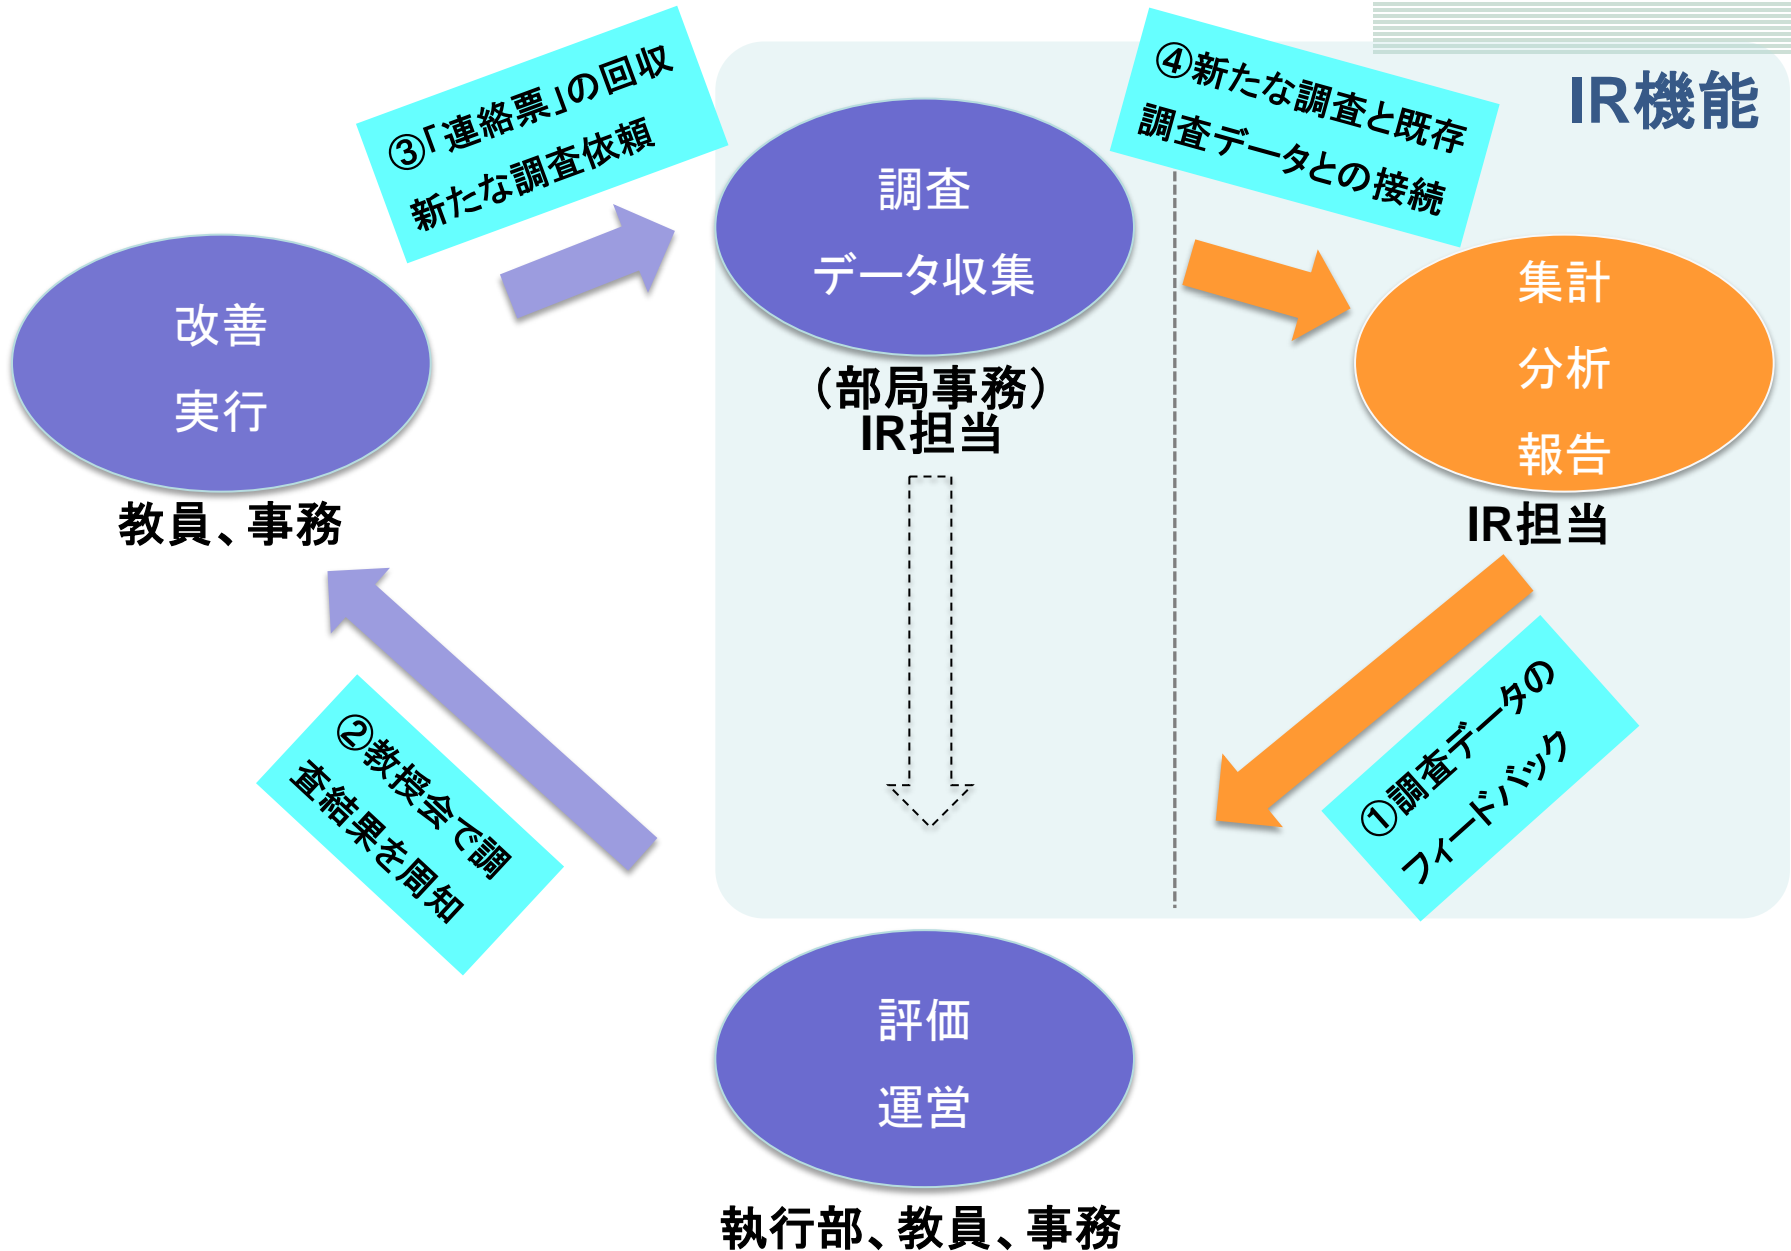 IR機能
③「連絡票」の回収
新たな調査依頼
④新たな調査と既存
調査データとの接続
調査
データ収集
(部局事務)
IR担当
集計
分析
報告
IR担当
改善
実行
教員、事務
①調査データの
フィードバック
②教授会で調
査結果を周知
評価
運営
執行部、教員、事務